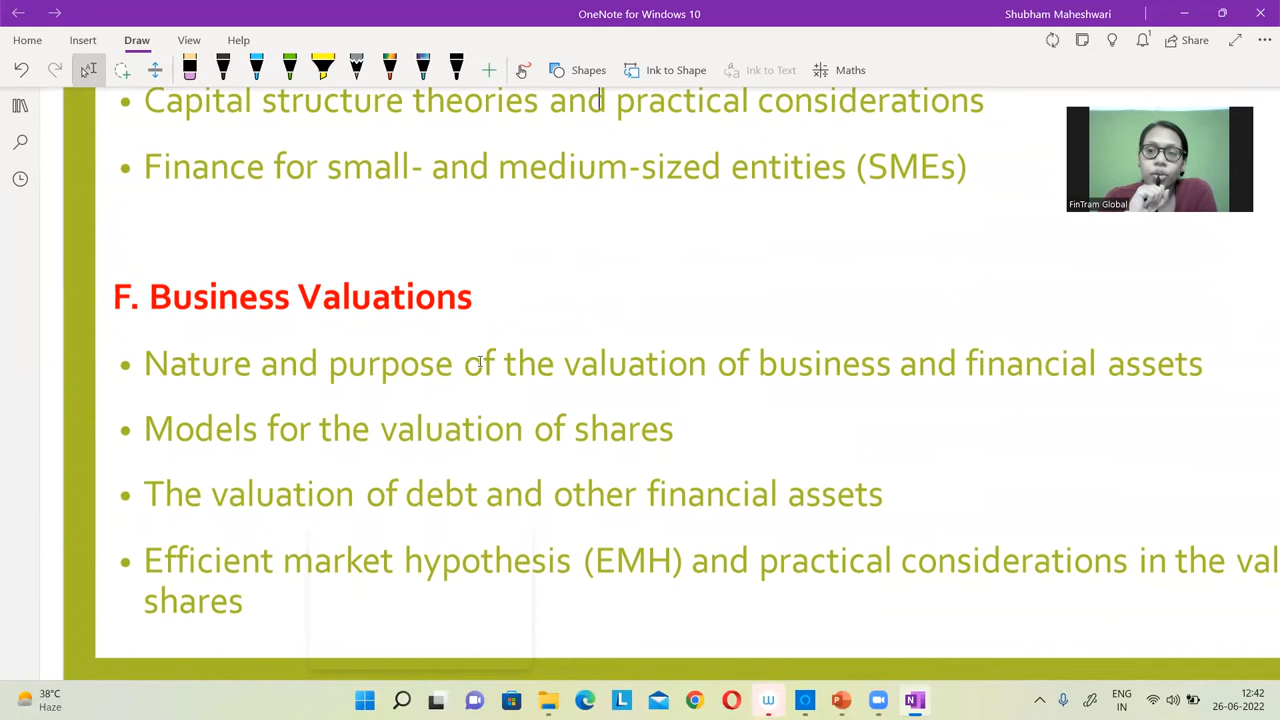 OneNote for Windows 10
Shubham Maheshwari
Home Insert Draw View Help
Share
Shapes Ink to Shape Ink to Text Maths
• Capital structure theories and practical considerations
• Finance for small- and medium-sized entities (SMEs)
FinTram Global
F. Business Valuations
• Nature and purpose of the valuation of business and financial assets
• Models for the valuation of shares
• The valuation of debt and other financial assets
• Efficient market hypothesis (EMH) and practical considerations in the val
shares
38°C
Haze
ENG
IN
12:42
26-06-2022